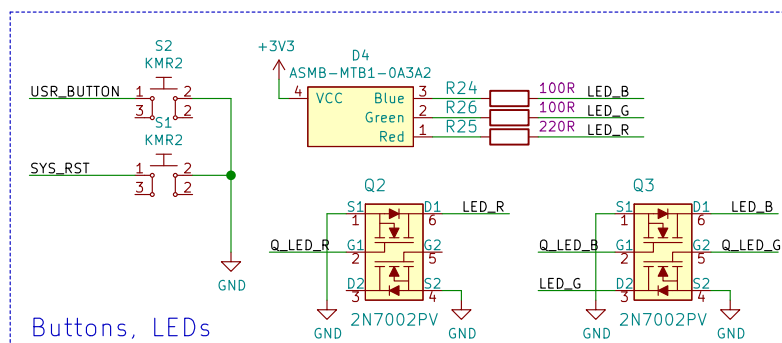 S2
KMR2
USR_BUTTON 1 2
3
S1
KMR2
SYS_RST 1 2
3
GND
+3V3
D4
ASMB-MTB1-0A3A2
4 VCC Blue 3 R24 100R LED_B
Green 2 R26 100R LED_G
Red 1 R25 220R LED_R
Q2
S1 D1 LED_R
1 6
Q_LED_R G1 G2
2 5
D2 S2
3 4
GND GND
2N7002PV
Q3
S1 D1 LED_B
1 6
Q_LED_B G1 G2 Q_LED_G
2 5
LED_G D2 S2
3 4
GND GND
2N7002PV
Buttons, LEDs